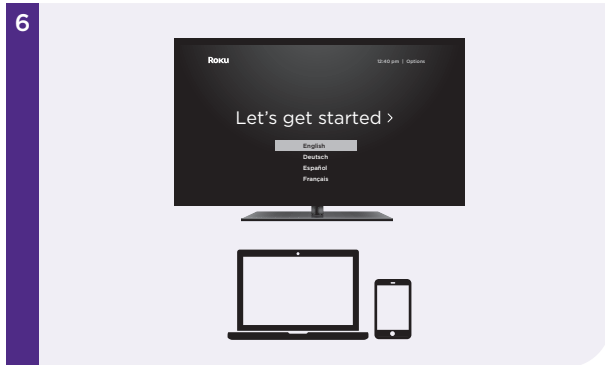 6
Roku
12:40 pm | Options
Let's get started >
English
Deutsch
Español
Français